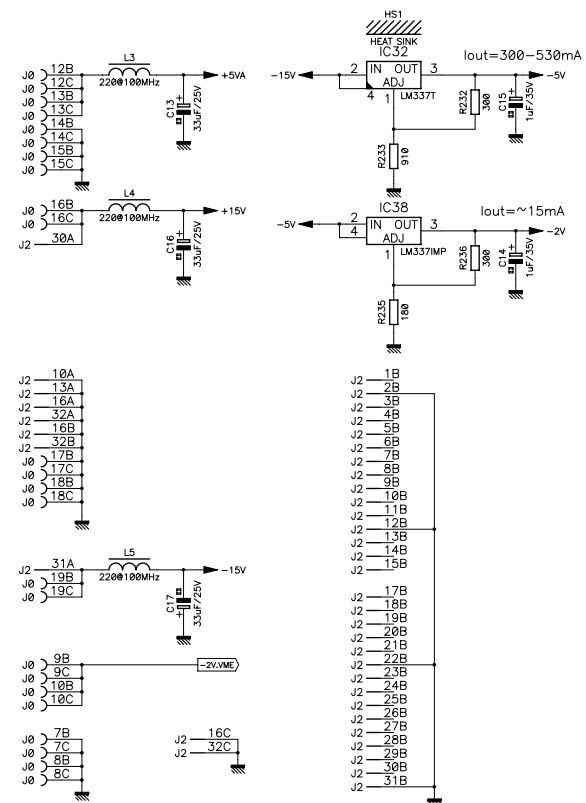 HS1
HEAT SINK
L3
220@100MHz
+5VA
C13
+
33uF/25V
J0 12B
J0 12C
J0 13B
J0 13C
J0 14B
J0 14C
J0 15B
J0 15C
IC32
Iout=300-530mA
-15V
2 IN OUT 3
ADJ
4 1
LM337T
-5V
R232
300
C15
+
1uF/35V
R233
910
L4
220@100MHz
+15V
C16
+
33uF/25V
J0 16B
J0 16C
J2 30A
IC38
Iout=~15mA
-5V
2 IN OUT 3
4 ADJ
1
LM337IMP
-2V
R236
300
C14
+
1uF/35V
R235
180
J2 10A
J2 13A
J2 16A
J2 32A
J2 16B
J2 32B
J0 17B
J0 17C
J0 18B
J0 18C
L5
220@100MHz
-15V
C17
+
33uF/25V
J2 31A
J0 19B
J0 19C
J0 9B
J0 9C
J0 10B
J0 10C
-2V.VME
J0 7B
J0 7C
J0 8B
J0 8C
J2 16C
J2 32C
J2 1B
J2 2B
J2 3B
J2 4B
J2 5B
J2 6B
J2 7B
J2 8B
J2 9B
J2 10B
J2 11B
J2 12B
J2 13B
J2 14B
J2 15B
J2 17B
J2 18B
J2 19B
J2 20B
J2 21B
J2 22B
J2 23B
J2 24B
J2 25B
J2 26B
J2 27B
J2 28B
J2 29B
J2 30B
J2 31B